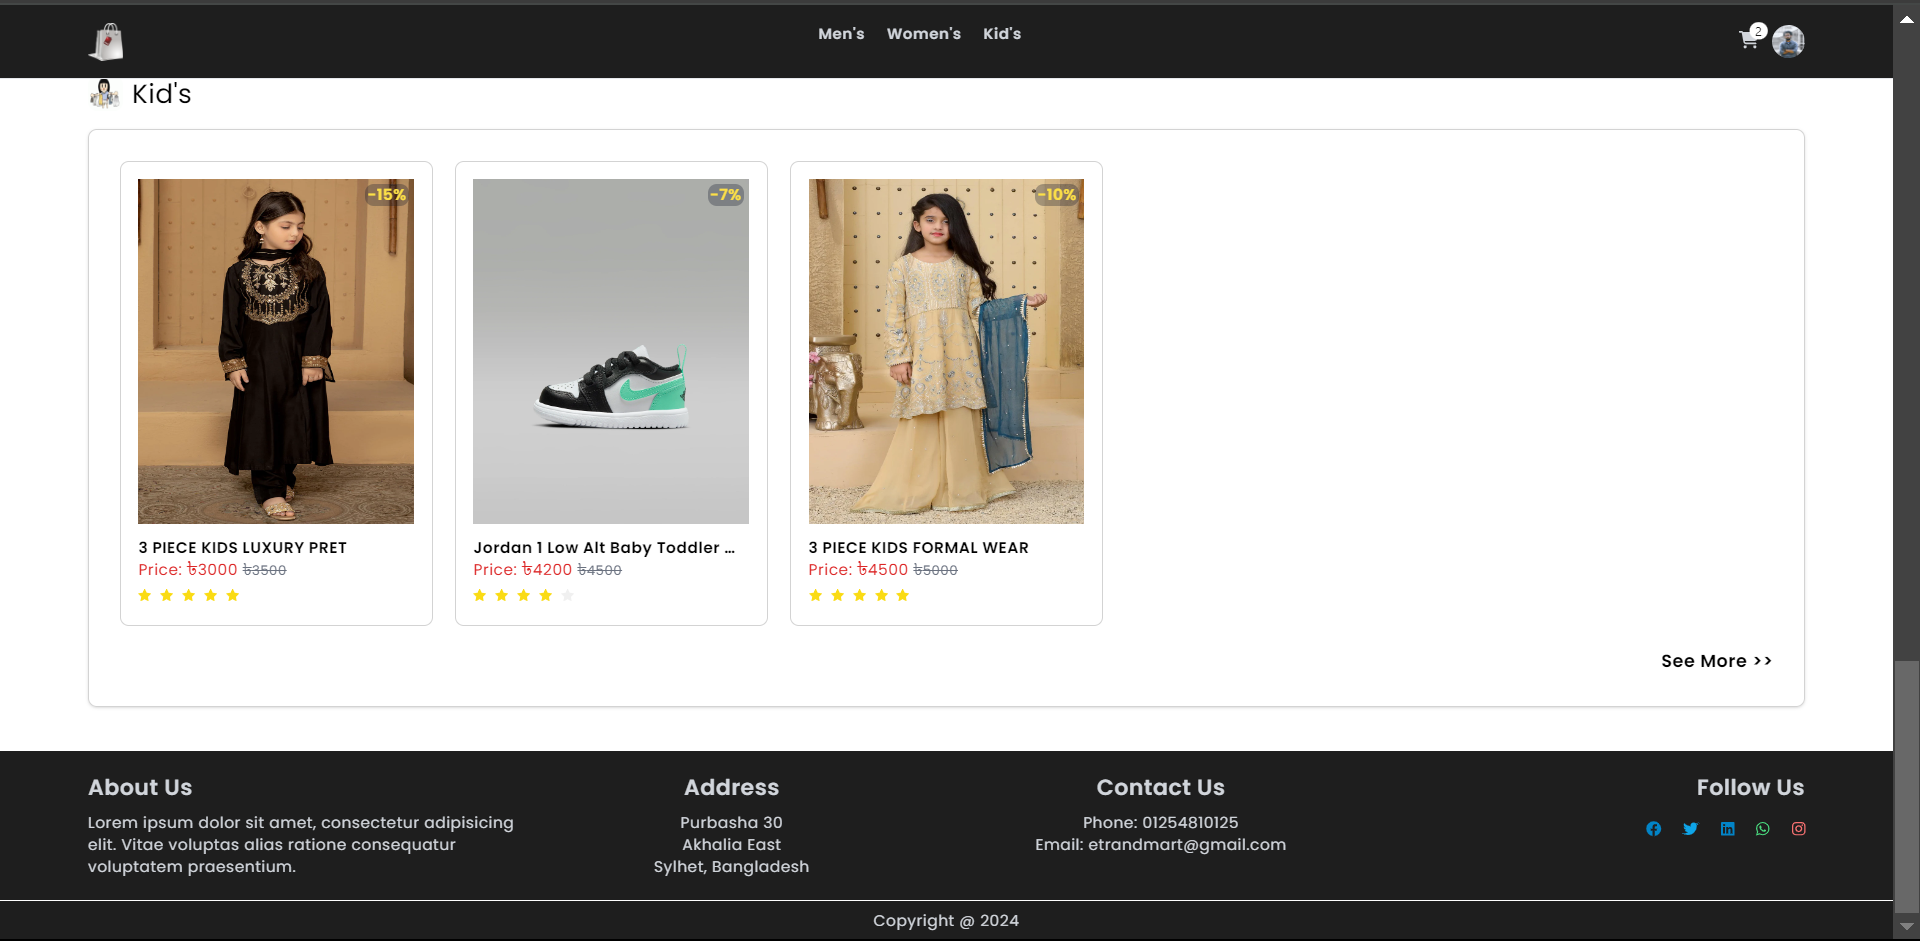 Men's Women's Kid's 2
Kid's
-15%
3 PIECE KIDS LUXURY PRET
Price: ৳3000 ৳3500
-7%
Jordan 1 Low Alt Baby Toddler ...
Price: ৳4200 ৳4500
-10%
3 PIECE KIDS FORMAL WEAR
Price: ৳4500 ৳5000
See More >>
About Us
Lorem ipsum dolor sit amet, consectetur adipisicing
elit. Vitae voluptas alias ratione consequatur
voluptatem praesentium.
Address
Purbasha 30
Akhalia East
Sylhet, Bangladesh
Contact Us
Phone: 01254810125
Email: etrandmart@gmail.com
Follow Us
Copyright @ 2024